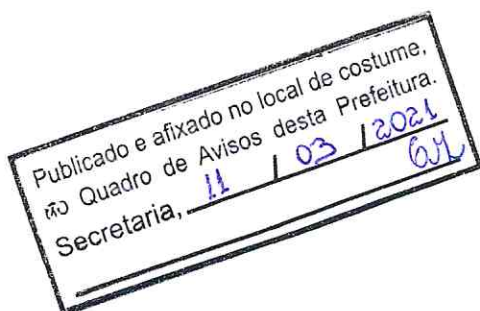 Publicado e afixado no local de costume,
no Quadro de Avisos desta Prefeitura.
Secretaria, 11 / 03 / 2021